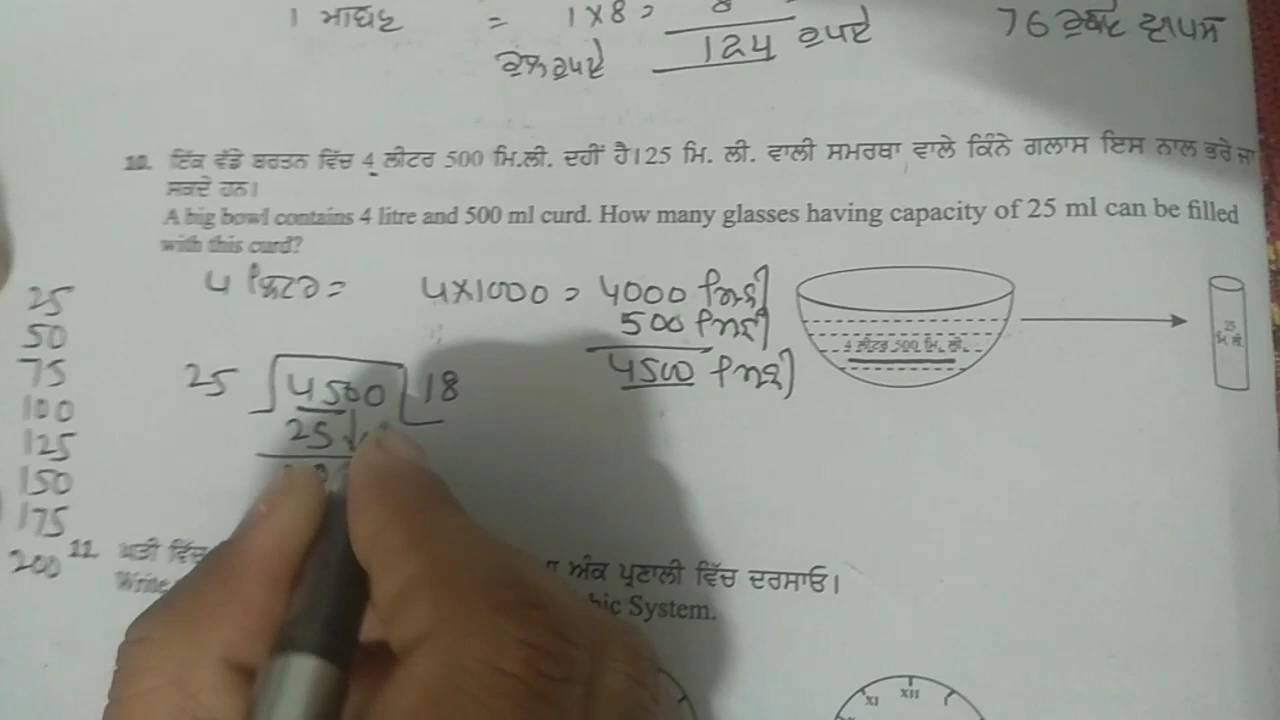 1 ਸਾਬਣ = 1 X 8 = 8
ਕੁੱਲ ਰੁਪਏ 124 ਰੁਪਏ
76 ਰੁਪਏ ਵਾਪਸ
10. ਇੱਕ ਵੱਡੇ ਬਰਤਨ ਵਿੱਚ 4 ਲੀਟਰ 500 ਮਿ.ਲੀ. ਦਹੀਂ ਹੈ।25 ਮਿ. ਲੀ. ਵਾਲੀ ਸਮਰਥਾ ਵਾਲੇ ਕਿੰਨੇ ਗਲਾਸ ਇਸ ਨਾਲ ਭਰੇ ਜਾ
ਸਕਦੇ ਹਨ।
A big bowl contains 4 litre and 500 ml curd. How many glasses having capacity of 25 ml can be filled
with this curd?
4 ਲਿਟਰ = 4X1000 = 4000 ਮਿਲੀ
500 ਮਿਲੀ
4500 ਮਿਲੀ
25 4500 18
25
4 ਲੀਟਰ 500 ਮਿ. ਲੀ.
25
ਮਿ ਲੀ
25
50
75
100
125
150
175
200
11. ਘੜੀ ਵਿੱਚ ਅੰਕ ਪ੍ਰਣਾਲੀ ਵਿੱਚ ਦਰਸਾਓ।
Write System.
XI XII